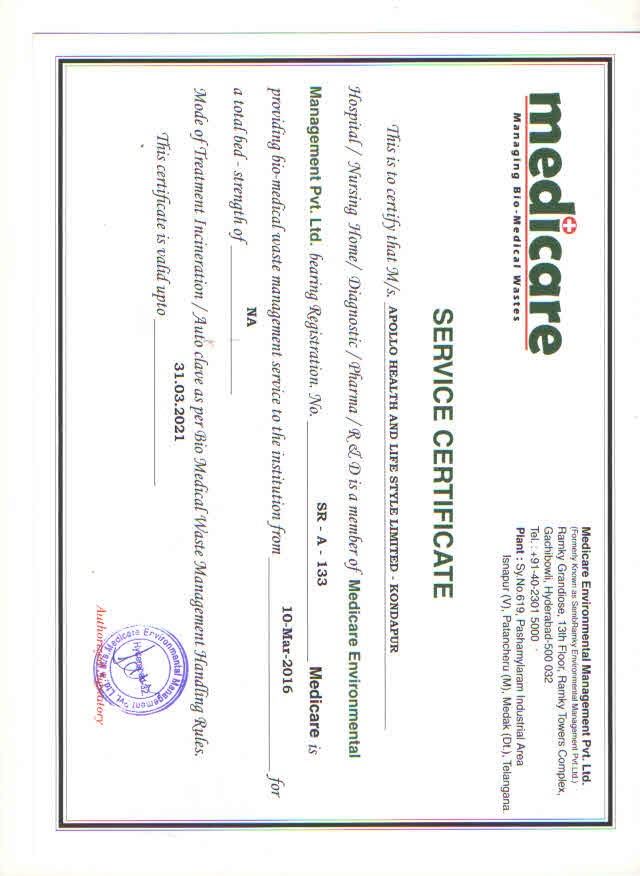 medicare
Managing Bio-Medical Wastes
Medicare Environmental Management Pvt. Ltd.
(Formerly Known as SembRamky Environmental Management Pvt Ltd.)
Ramky Grandiose, 13th Floor, Ramky Towers Complex,
Gachibowli, Hyderabad-500 032
Tel. : +91-40-2301 5000
Plant : Sy.No.619, Pashamylaram Industrial Area
Isnapur (V), Patancheru (M), Medak (Dt.), Telangana.
SERVICE CERTIFICATE
This is to certify that M/s. APOLLO HEALTH AND LIFE STYLE LIMITED - KONDAPUR
Hospital / Nursing Home/ Diagnostic / Pharma / R & D is a member of Medicare Environmental
Management Pvt. Ltd. bearing Registration. No. SR - A - 133 Medicare is
providing bio-medical waste management service to the institution from 10-Mar-2016 for
a total bed - strength of NA
Mode of Treatment Incineration / Auto clave as per Bio Medical Waste Management Handling Rules.
This certificate is valid upto 31.03.2021
Medicare Environmental Management Pvt. Ltd.
Authorised Signatory